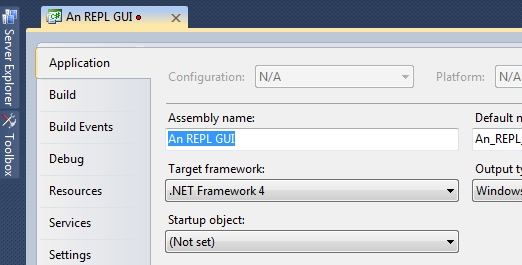 An REPL GUI
Server Explorer
Toolbox
Application
Build
Build Events
Debug
Resources
Services
Settings
Configuration:
N/A
Platform:
N/
Assembly name:
An REPL GUI
Default n
An_REPL_
Target framework:
.NET Framework 4
Output ty
Windows
Startup object:
(Not set)